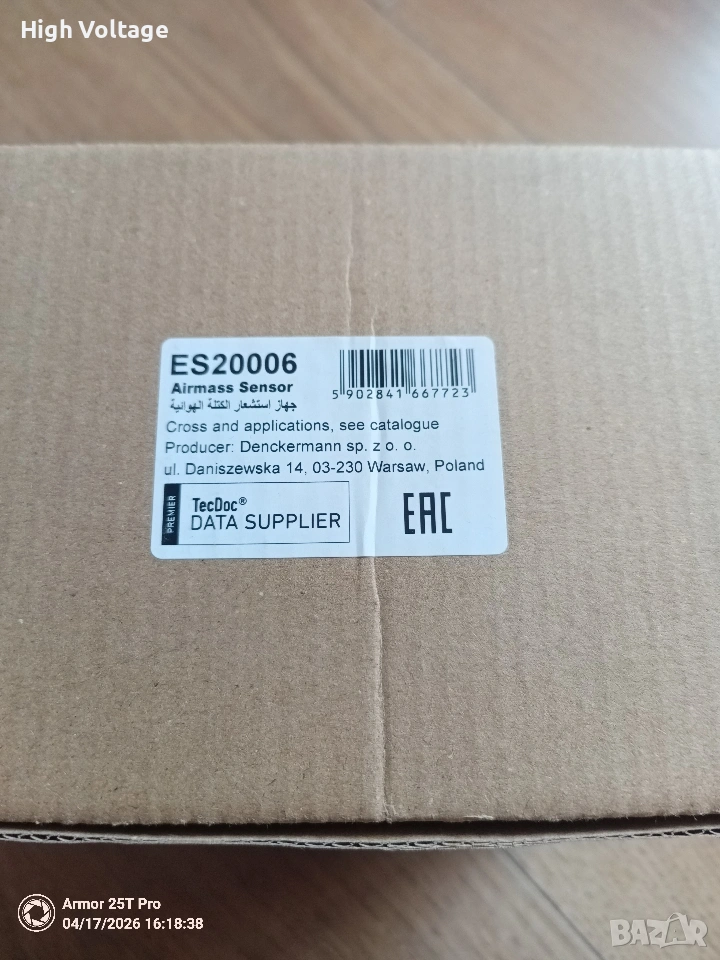 High Voltage
ES20006
Airmass Sensor
جهاز استشعار الكتلة الهوائية
5 902841 667723
Cross and applications, see catalogue
Producer: Denckermann sp. z o. o.
ul. Daniszewska 14, 03-230 Warsaw, Poland
PREMIER
TecDoc®
DATA SUPPLIER
EAC
Armor 25T Pro
04/17/2026 16:18:38
BAZAR